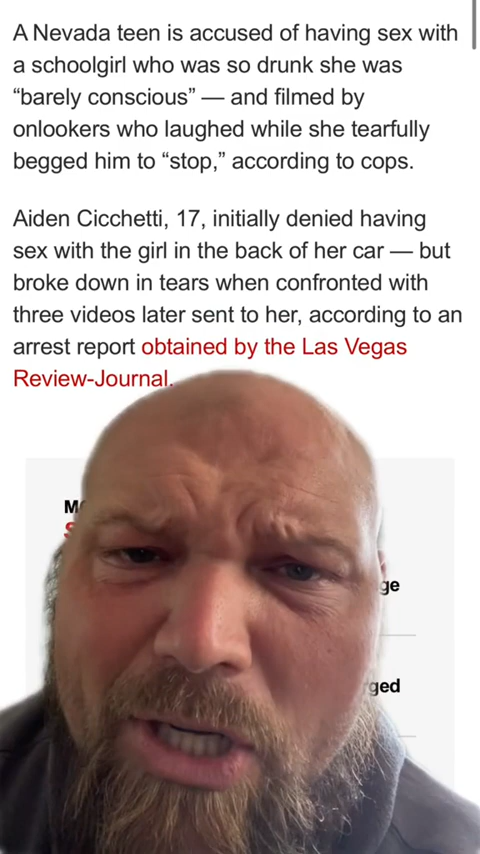 A Nevada teen is accused of having sex with
a schoolgirl who was so drunk she was
“barely conscious” — and filmed by
onlookers who laughed while she tearfully
begged him to “stop,” according to cops.
Aiden Cicchetti, 17, initially denied having
sex with the girl in the back of her car — but
broke down in tears when confronted with
three videos later sent to her, according to an
arrest report obtained by the Las Vegas
Review-Journal.